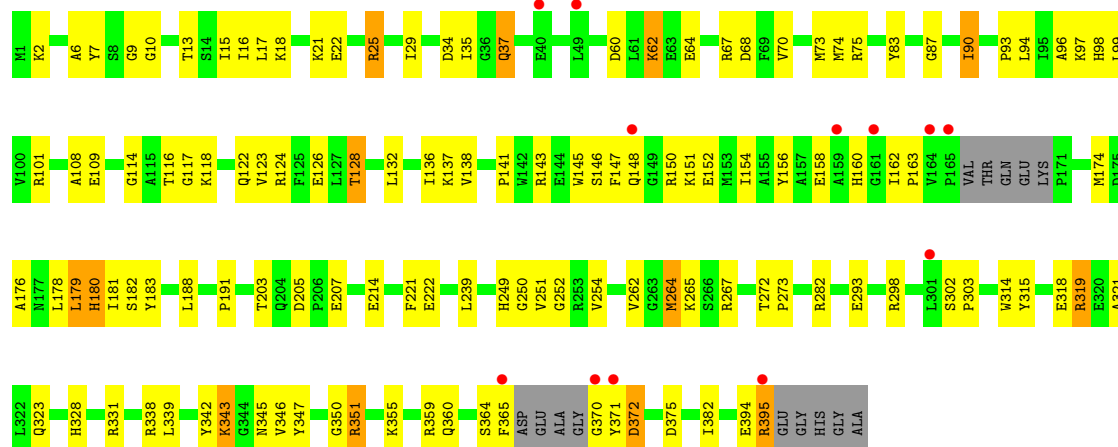 M1 K2 A6 Y7 S8 G9 G10 T13 S14 I15 I16 L17 K18 K21 E22 R25 I29 D34 I35 G36 Q37 E40 L49 D60 L61 K62 E63 E64 R67 D68 F69 V70 M73 M74 R75 Y83 G87 I90 P93 L94 I95 A96 K97 H98 I99
V100 R101 A108 E109 G114 A115 T116 G117 K118 Q122 V123 R124 F125 E126 L127 T128 L132 I136 K137 V138 P141 W142 R143 E144 W145 S146 F147 Q148 G149 R150 K151 E152 M153 I154 A155 Y156 A157 E158 A159 H160 G161 I162 P163 V164 P165 VAL THR GLN GLU LYS P171 M174 D175
A176 N177 L178 L179 H180 I181 S182 Y183 L188 P191 T203 Q204 D205 P206 E207 E214 F221 E222 L239 H249 G250 V251 G252 R253 V254 V262 G263 M264 K265 S266 R267 T272 P273 R282 E293 R298 L301 S302 P303 W314 Y315 E318 R319 E320 A321
L322 Q323 H328 R331 R338 L339 Y342 K343 G344 N345 V346 Y347 G350 R351 K355 R359 Q360 S364 F365 ASP GLU ALA GLY G370 Y371 D372 D375 I382 E394 R395 GLU GLY HIS GLY ALA